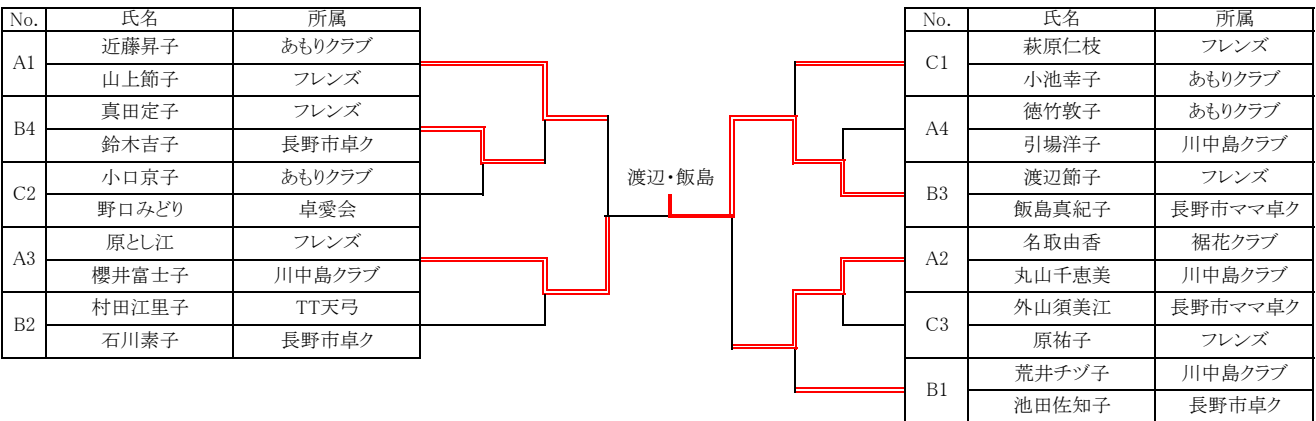 No. 氏名 所属
A1 近藤昇子 あもりクラブ
山上節子 フレンズ
B4 真田定子 フレンズ
鈴木吉子 長野市卓ク
C2 小口京子 あもりクラブ
野口みどり 卓愛会
A3 原とし江 フレンズ
櫻井富士子 川中島クラブ
B2 村田江里子 TT天弓
石川素子 長野市卓ク
渡辺・飯島
No. 氏名 所属
C1 萩原仁枝 フレンズ
小池幸子 あもりクラブ
A4 徳竹敦子 あもりクラブ
引場洋子 川中島クラブ
B3 渡辺節子 フレンズ
飯島真紀子 長野市ママ卓ク
A2 名取由香 裾花クラブ
丸山千恵美 川中島クラブ
C3 外山須美江 長野市ママ卓ク
原祐子 フレンズ
B1 荒井チヅ子 川中島クラブ
池田佐知子 長野市卓ク